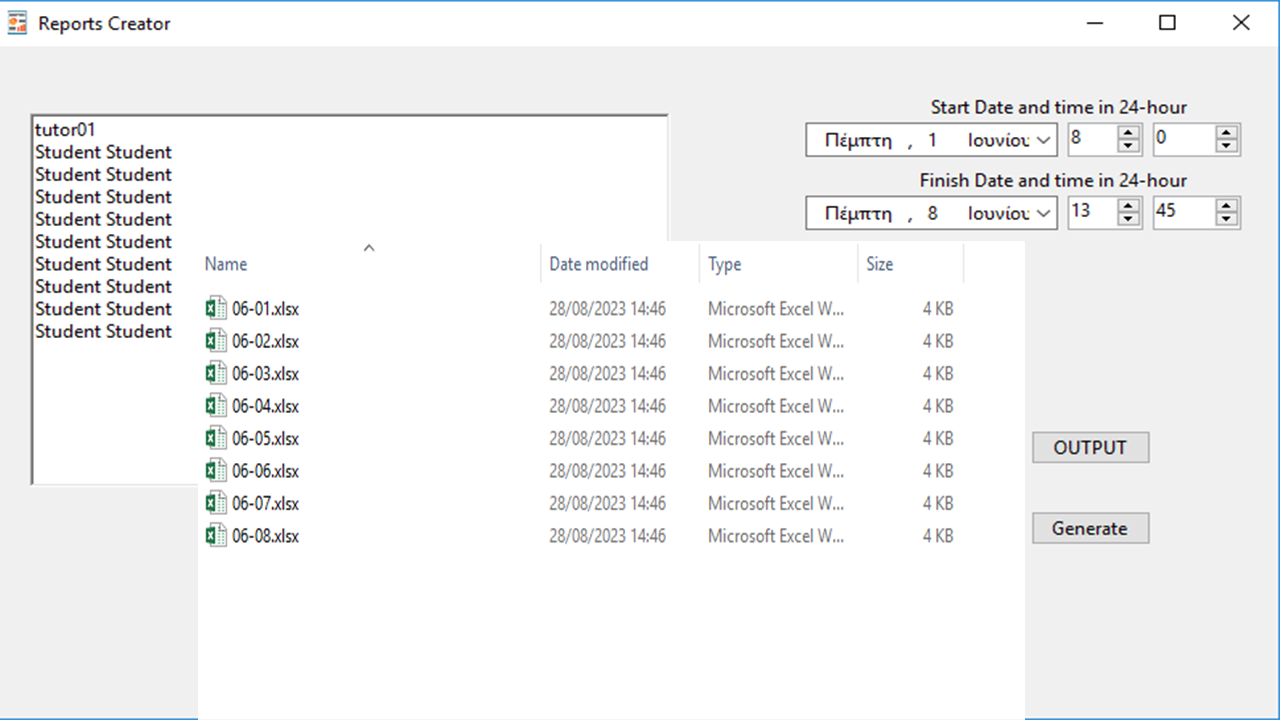 Reports Creator
tutor01
Student Student
Student Student
Student Student
Student Student
Student Student
Student Student
Student Student
Student Student
Student Student
Start Date and time in 24-hour
Πέμπτη , 1 Ιουνίου 8 0
Finish Date and time in 24-hour
Πέμπτη , 8 Ιουνίου 13 45
Name Date modified Type Size
06-01.xlsx 28/08/2023 14:46 Microsoft Excel W... 4 KB
06-02.xlsx 28/08/2023 14:46 Microsoft Excel W... 4 KB
06-03.xlsx 28/08/2023 14:46 Microsoft Excel W... 4 KB
06-04.xlsx 28/08/2023 14:46 Microsoft Excel W... 4 KB
06-05.xlsx 28/08/2023 14:46 Microsoft Excel W... 4 KB
06-06.xlsx 28/08/2023 14:46 Microsoft Excel W... 4 KB
06-07.xlsx 28/08/2023 14:46 Microsoft Excel W... 4 KB
06-08.xlsx 28/08/2023 14:46 Microsoft Excel W... 4 KB
OUTPUT
Generate